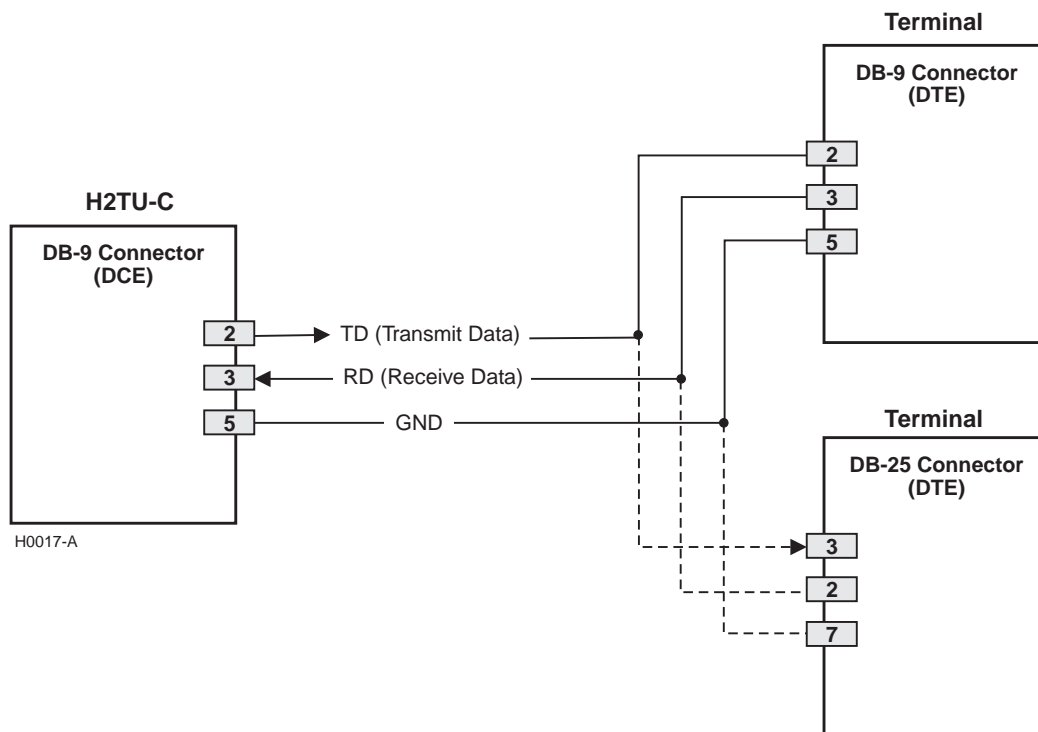 Terminal
DB-9 Connector
(DTE)
2
3
5
H2TU-C
DB-9 Connector
(DCE)
2
TD (Transmit Data)
3
RD (Receive Data)
5
GND
H0017-A
Terminal
DB-25 Connector
(DTE)
3
2
7